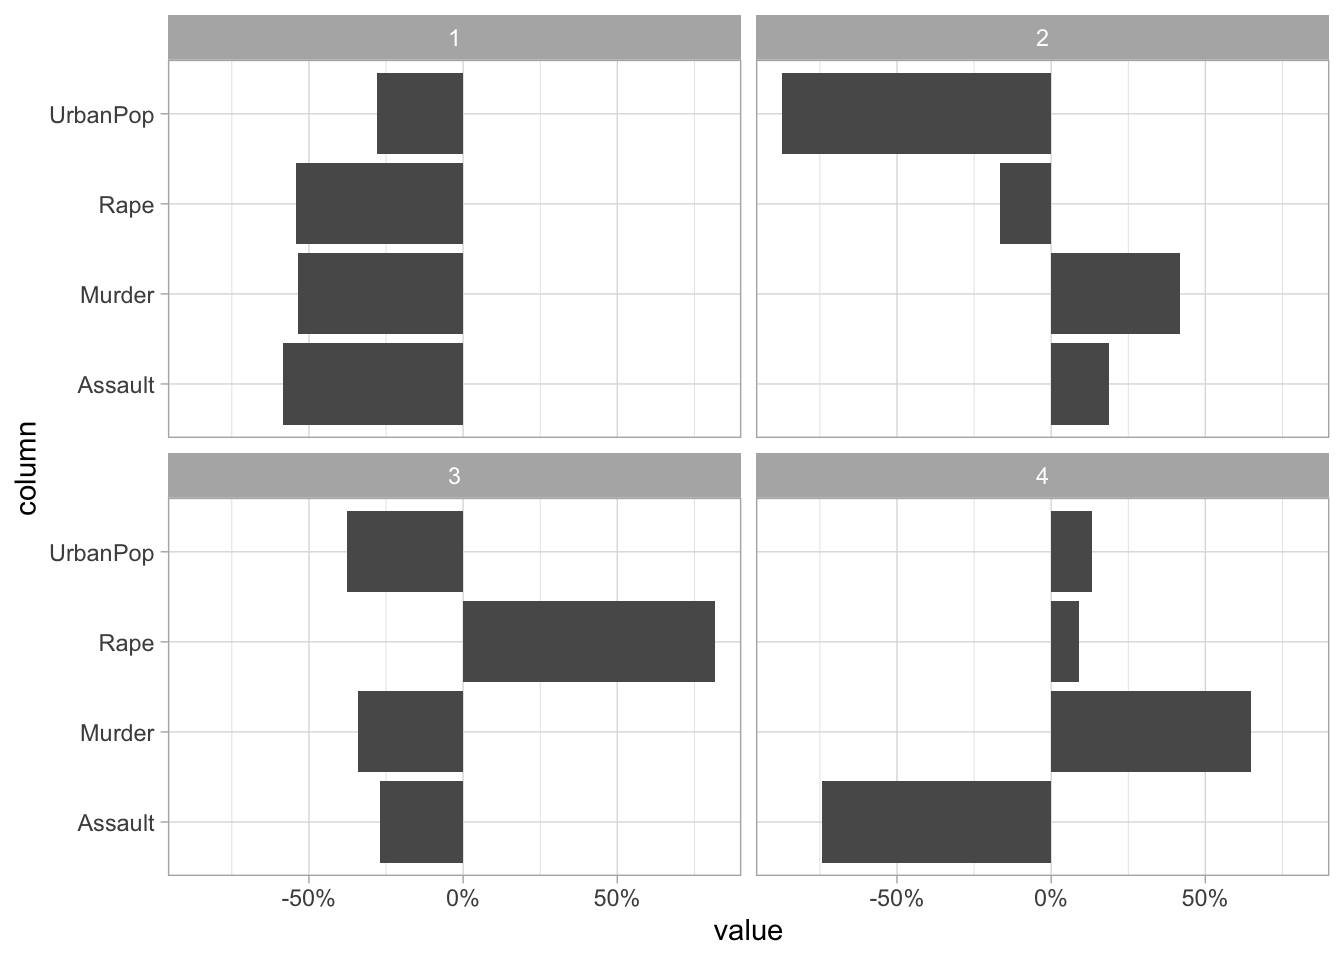 1
2
UrbanPop
Rape
Murder
Assault
column
3
4
UrbanPop
Rape
Murder
Assault
-50% 0% 50%
-50% 0% 50%
value